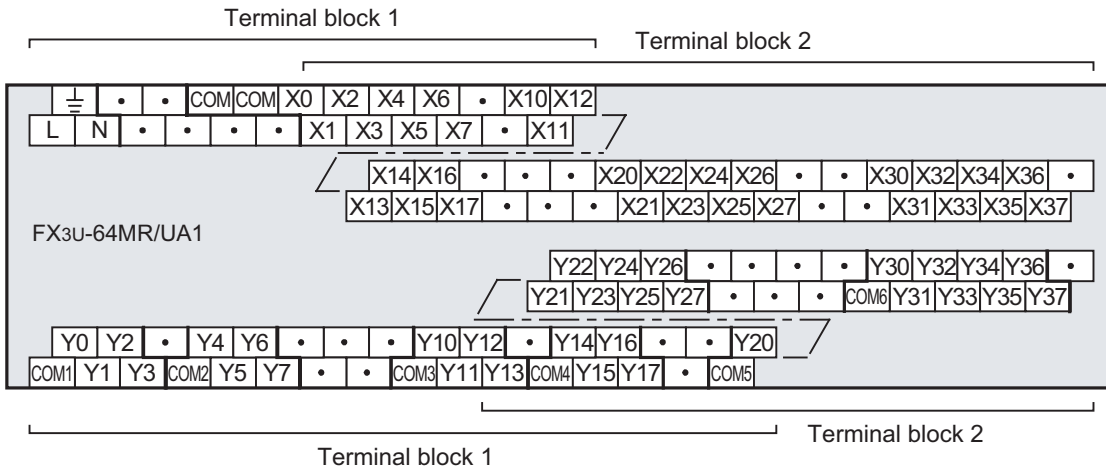 Terminal block 1
Terminal block 2
• • COM COM X0 X2 X4 X6 • X10 X12
L N • • • • X1 X3 X5 X7 • X11
X14 X16 • • • X20 X22 X24 X26 • • X30 X32 X34 X36 •
X13 X15 X17 • • • X21 X23 X25 X27 • • X31 X33 X35 X37
FX3U-64MR/UA1
Y22 Y24 Y26 • • • • Y30 Y32 Y34 Y36 •
Y21 Y23 Y25 Y27 • • • COM6 Y31 Y33 Y35 Y37
Y0 Y2 • Y4 Y6 • • • Y10 Y12 • Y14 Y16 • • Y20
COM1 Y1 Y3 COM2 Y5 Y7 • • COM3 Y11 Y13 COM4 Y15 Y17 • COM5
Terminal block 2
Terminal block 1